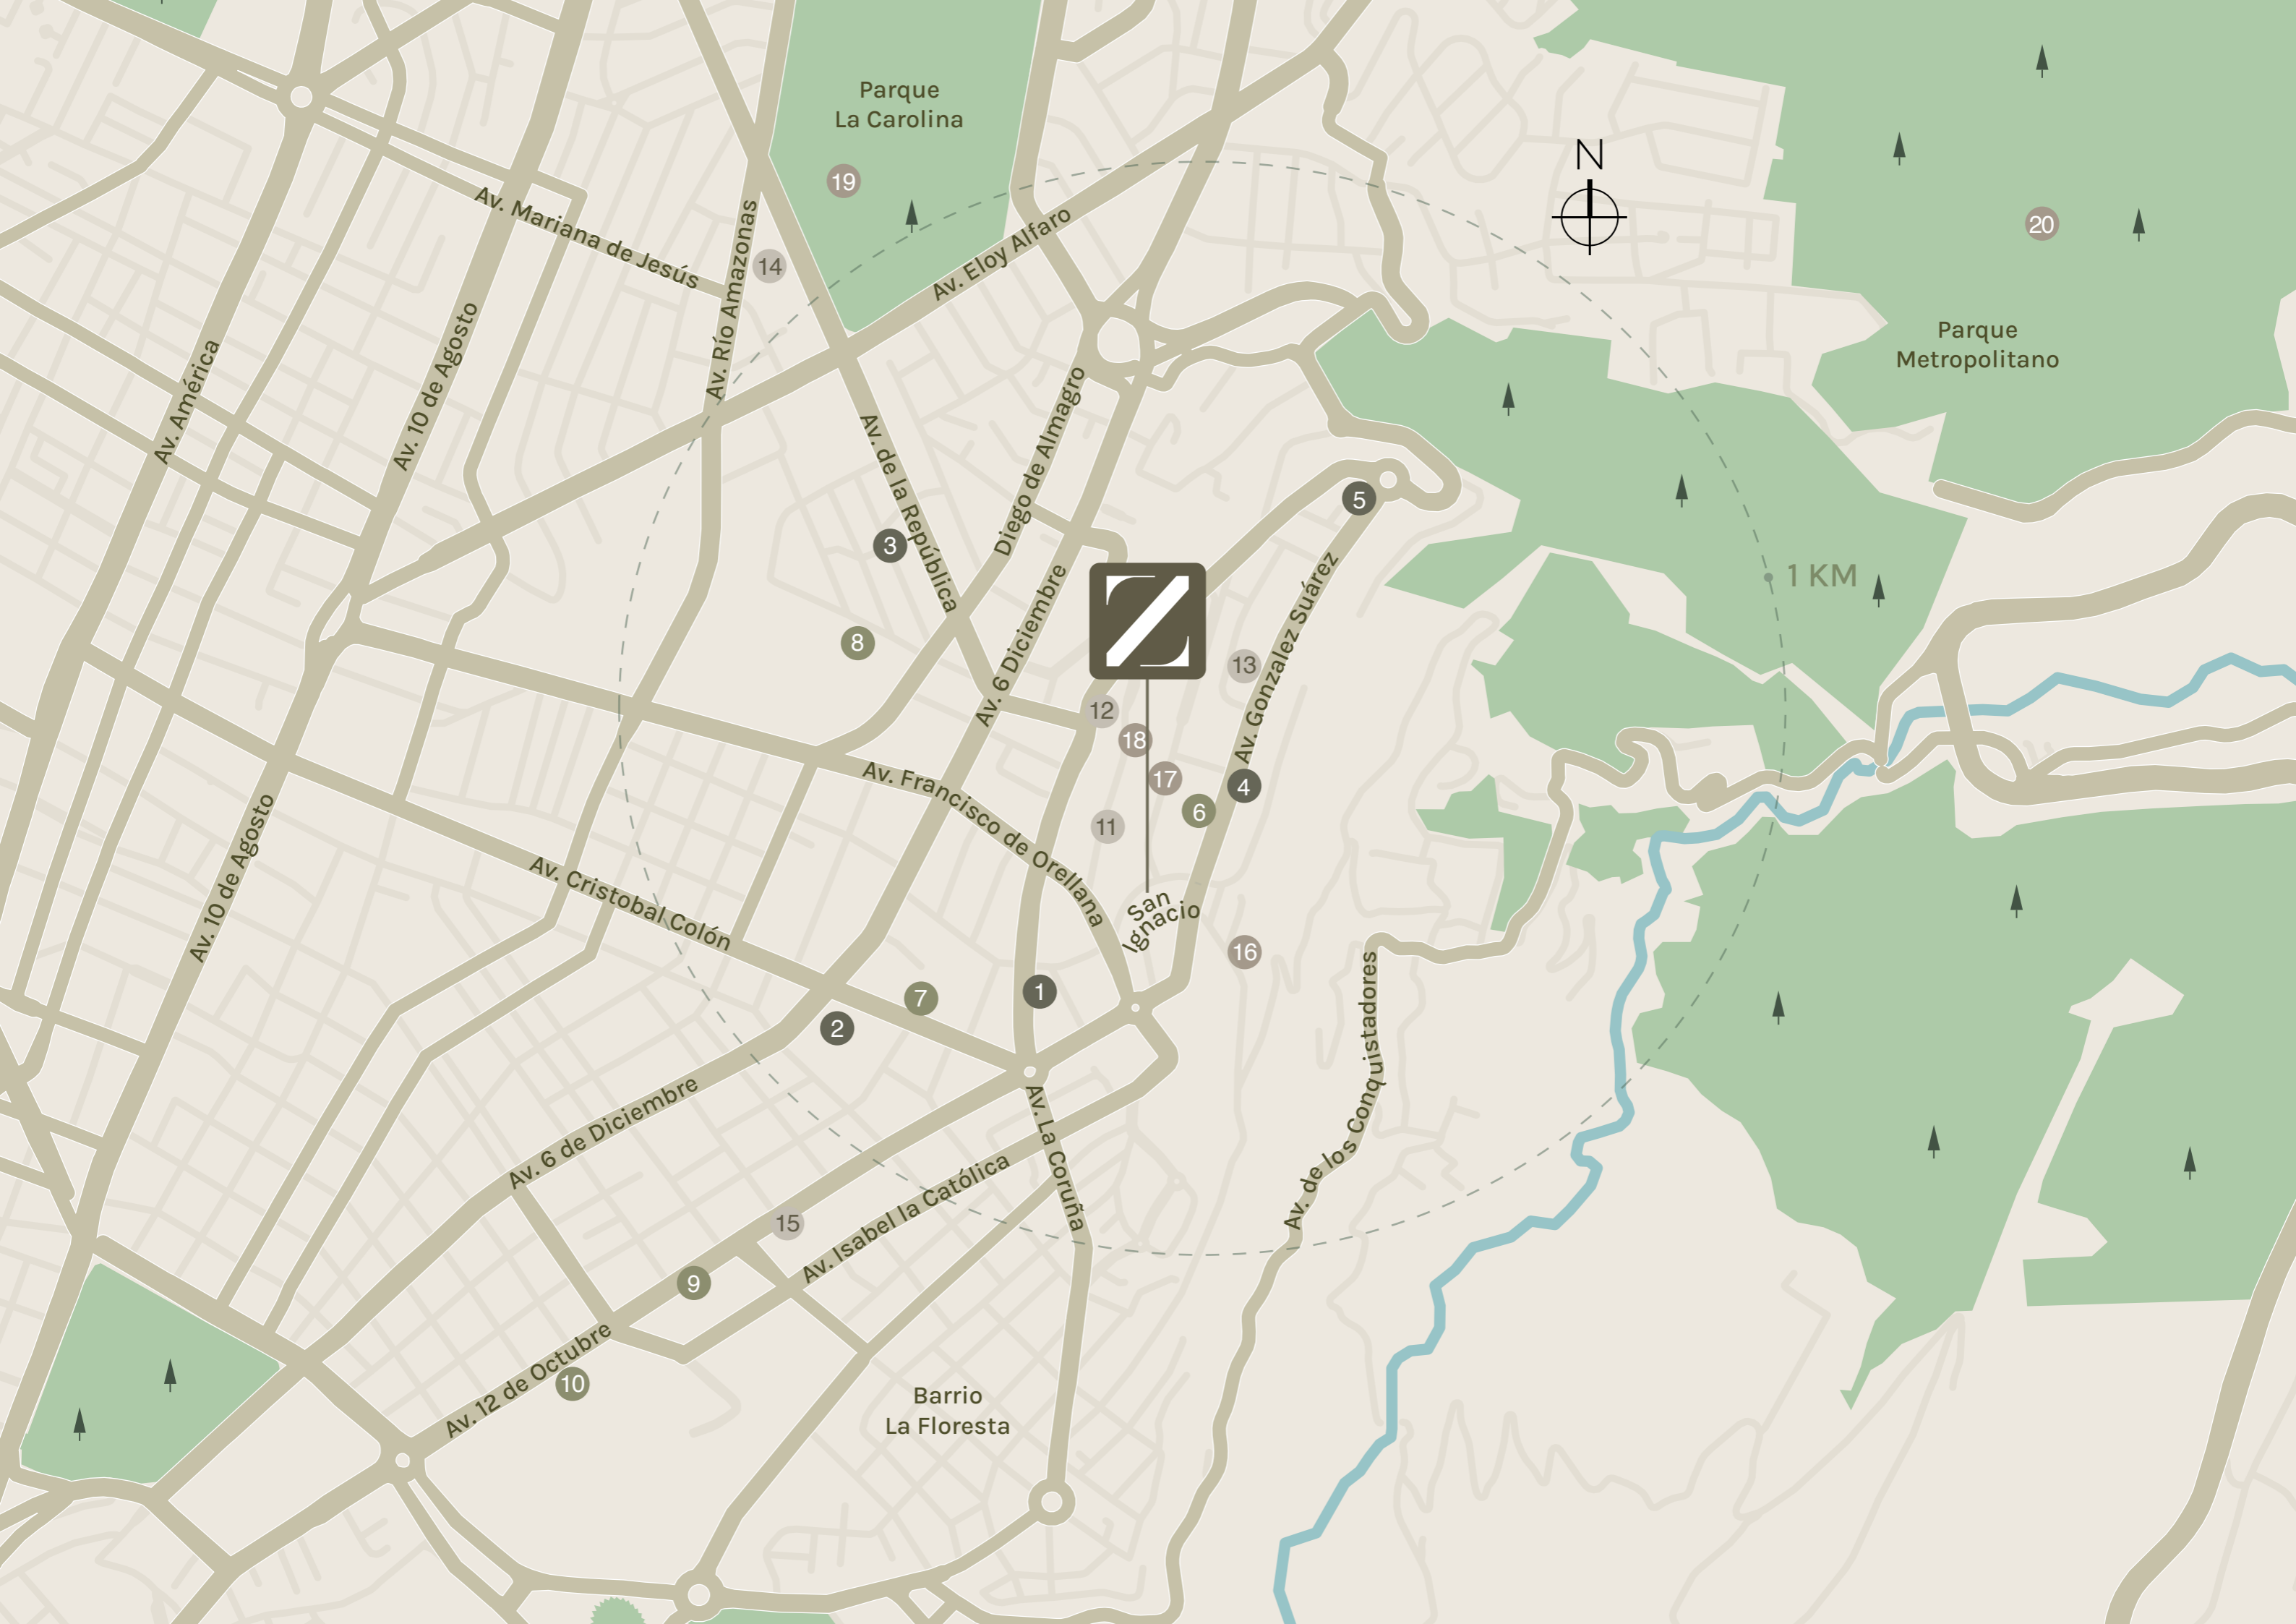 Parque
La Carolina
19
N
20
Parque
Metropolitano
Av. Mariana de Jesús
14
Av. Río Amazonas
Av. Eloy Alfaro
Av. América
Av. 10 de Agosto
Av. de la República
Diego de Almagro
5
3
1 KM
Z
8
Av. 6 Diciembre
13
Av. Gonzalez Suárez
12
18
17
4
6
11
Av. Francisco de Orellana
Av. 10 de Agosto
Av. Cristobal Colón
San
Ignacio
16
7
1
2
Av. de los Conquistadores
Av. 6 de Diciembre
Av. La Coruña
15
Av. Isabel la Católica
9
Av. 12 de Octubre
10
Barrio
La Floresta